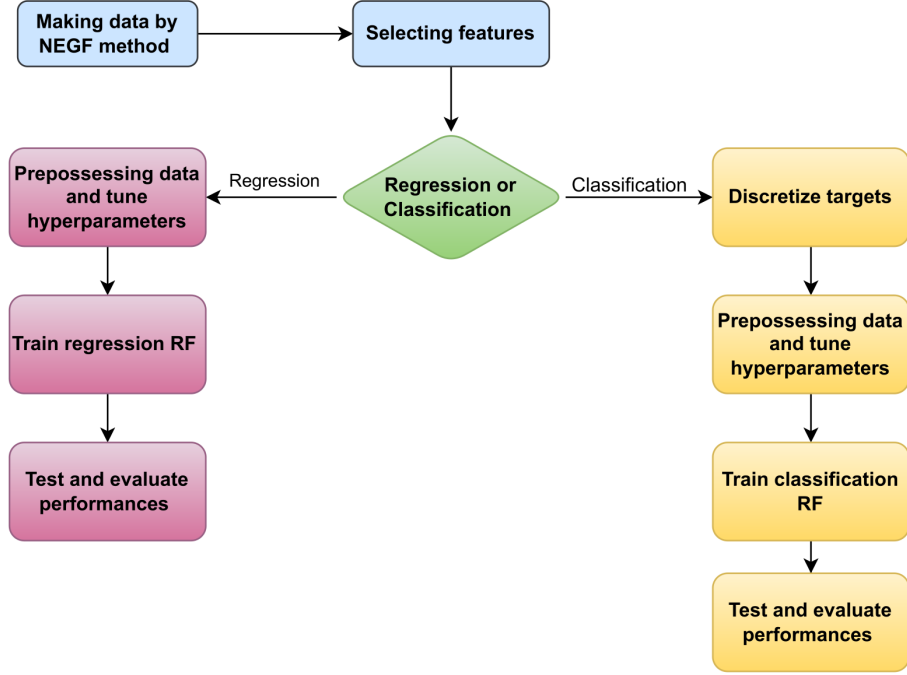 Making data by
NEGF method
Selecting features
Regression or
Classification
Regression
Classification
Prepossessing data
and tune
hyperparameters
Train regression RF
Test and evaluate
performances
Discretize targets
Prepossessing data
and tune
hyperparameters
Train classification
RF
Test and evaluate
performances